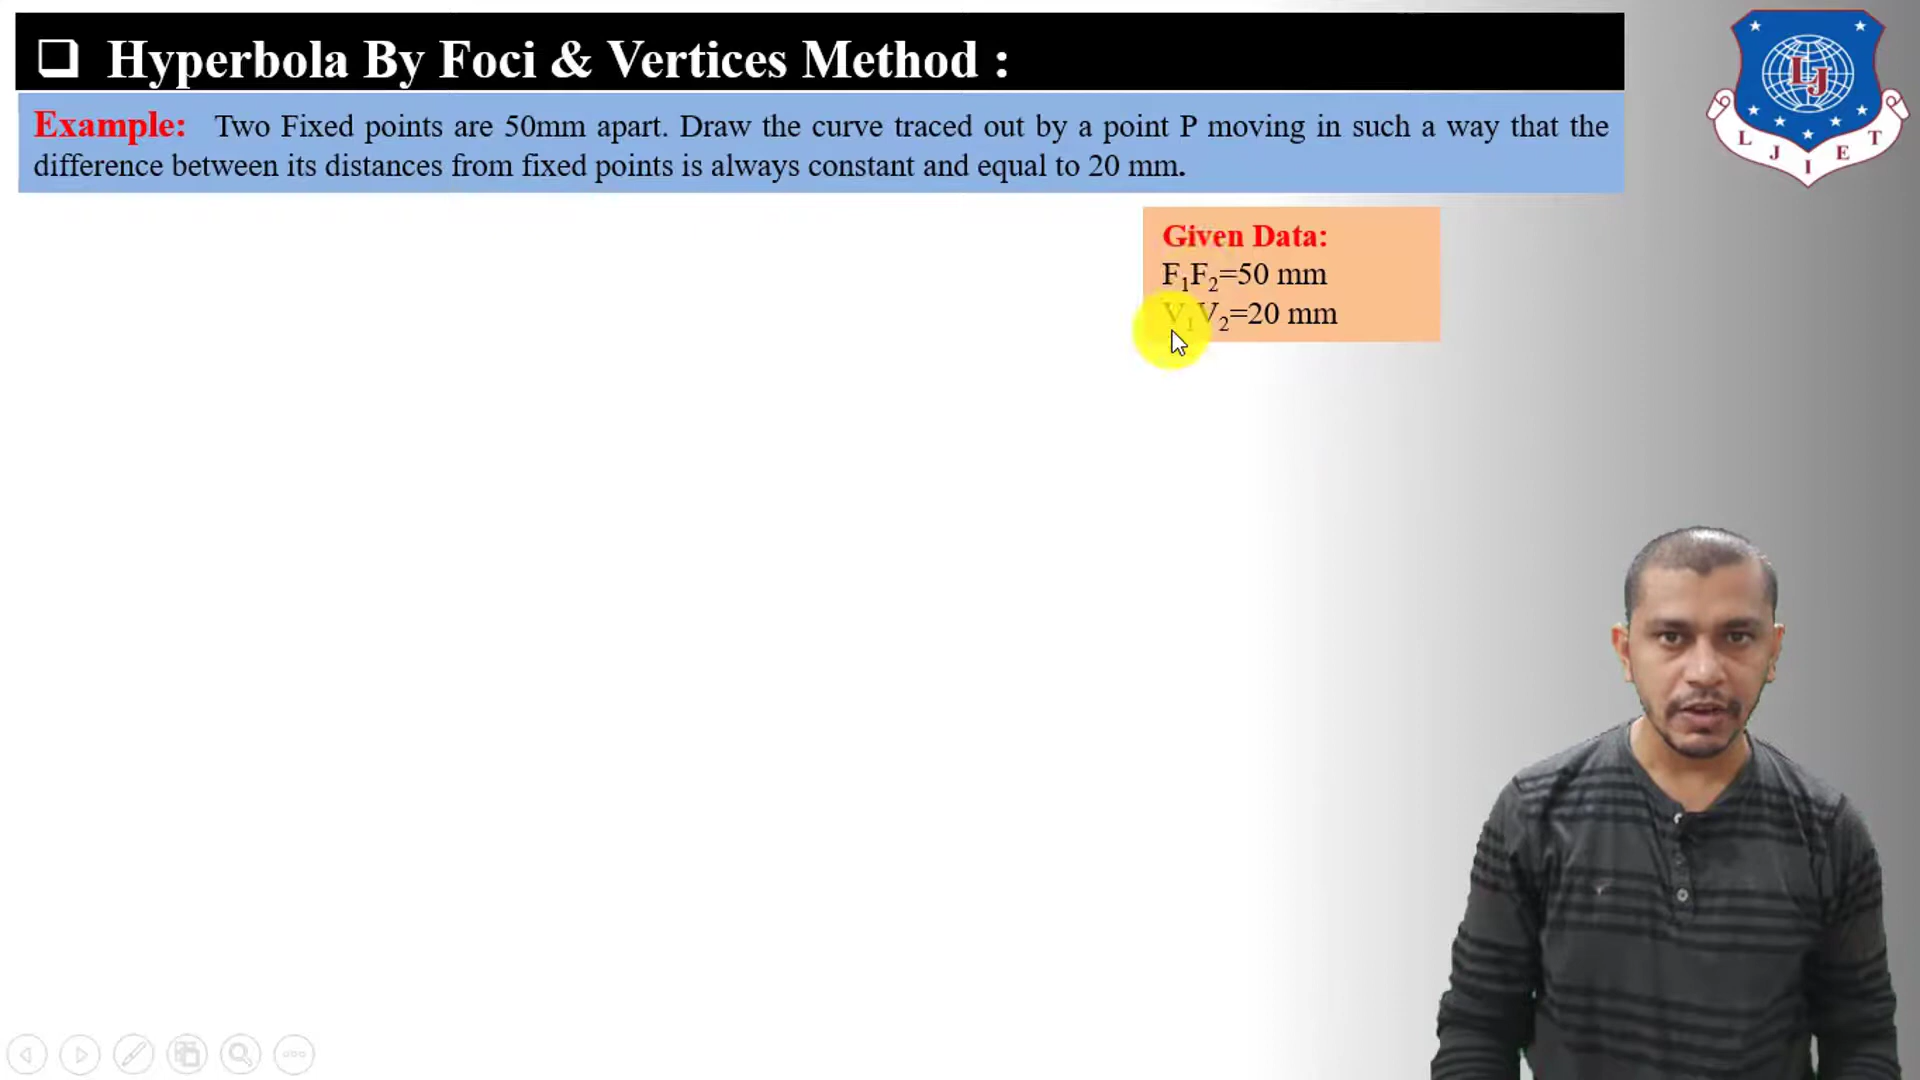 ❑ Hyperbola By Foci & Vertices Method :
Example: Two Fixed points are 50mm apart. Draw the curve traced out by a point P moving in such a way that the
difference between its distances from fixed points is always constant and equal to 20 mm.
Given Data:
F₁F₂=50 mm
V₁V₂=20 mm
LJ
L J I E T
abc